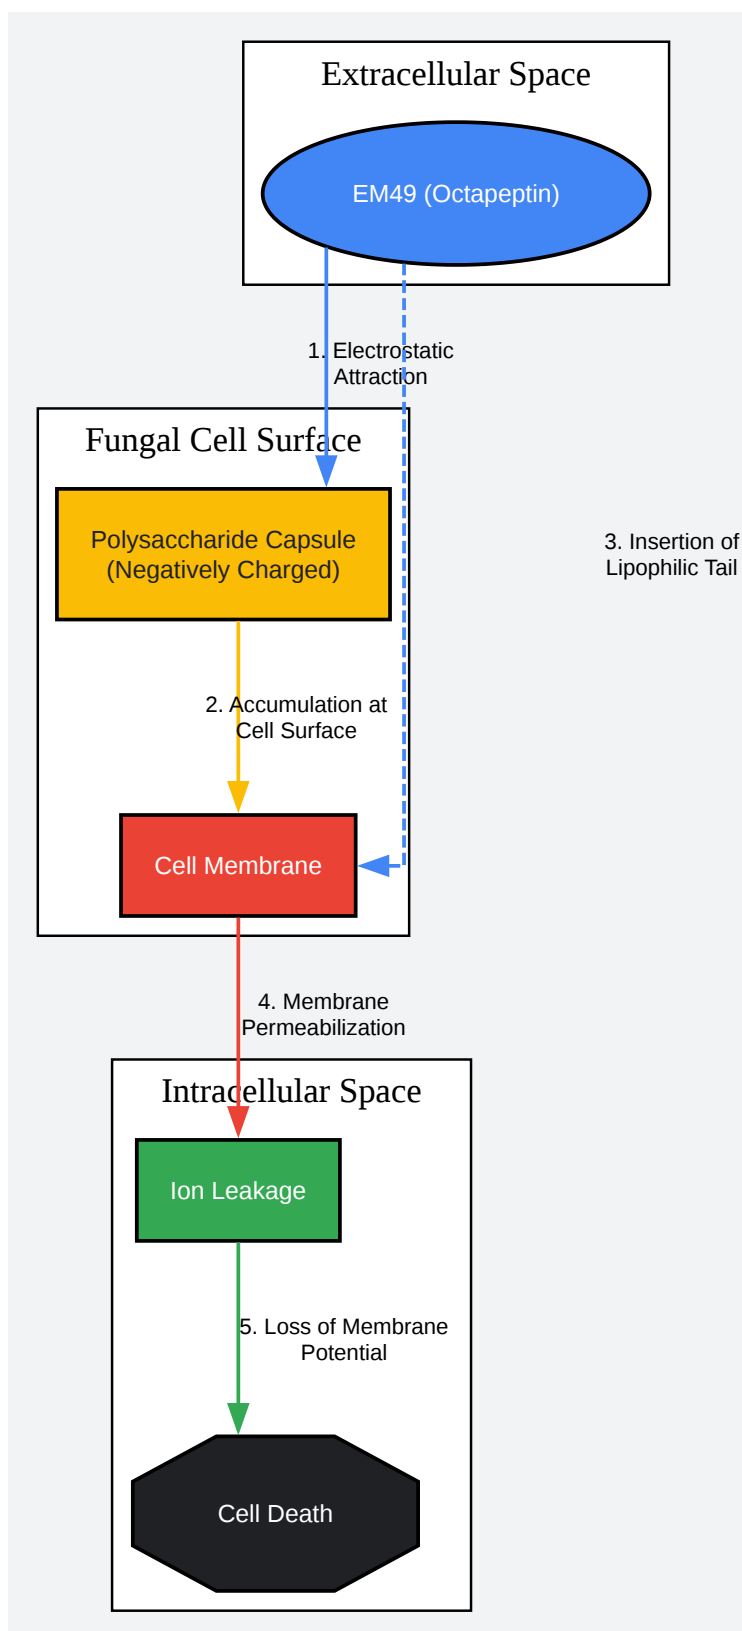 Extracellular Space
EM49 (Octapeptin)
1. Electrostatic
Attraction
Fungal Cell Surface
Polysaccharide Capsule
(Negatively Charged)
3. Insertion of
Lipophilic Tail
2. Accumulation at
Cell Surface
Cell Membrane
4. Membrane
Permeabilization
Intracellular Space
Ion Leakage
5. Loss of Membrane
Potential
Cell Death